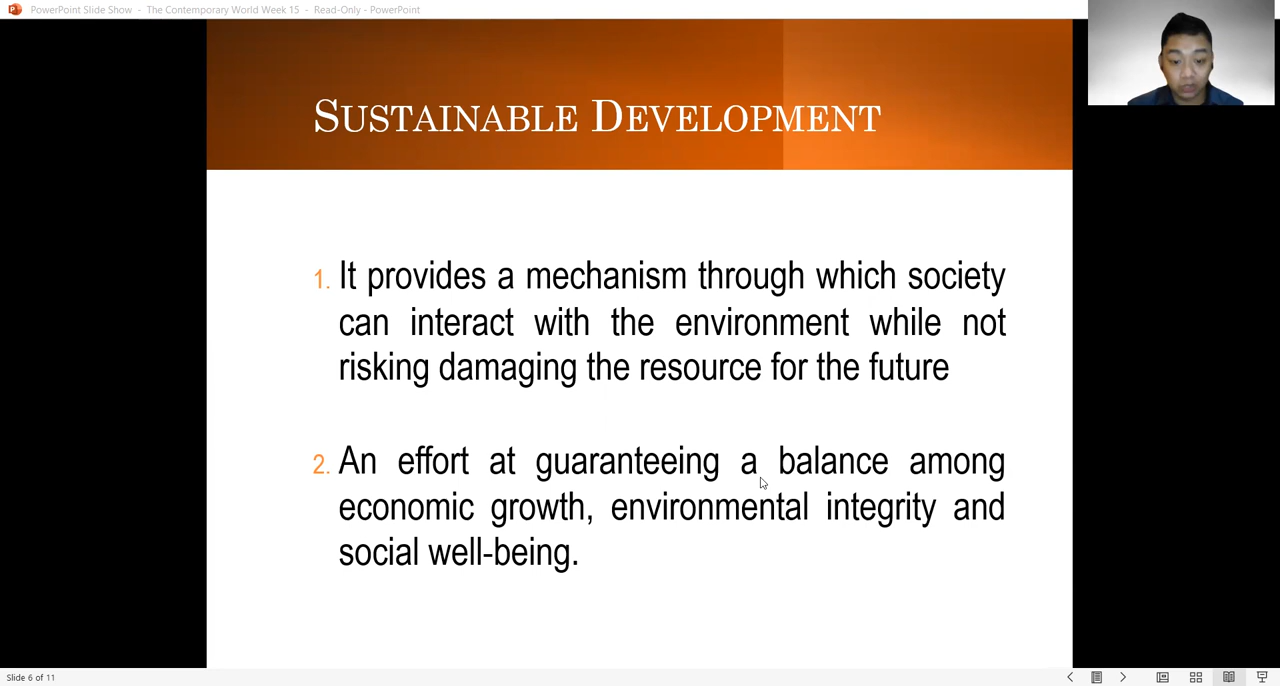 PowerPoint Slide Show - The Contemporary World Week 15 - Read-Only - PowerPoint
SUSTAINABLE DEVELOPMENT
1. It provides a mechanism through which society
can interact with the environment while not
risking damaging the resource for the future
2. An effort at guaranteeing a balance among
economic growth, environmental integrity and
social well-being.
Slide 6 of 11